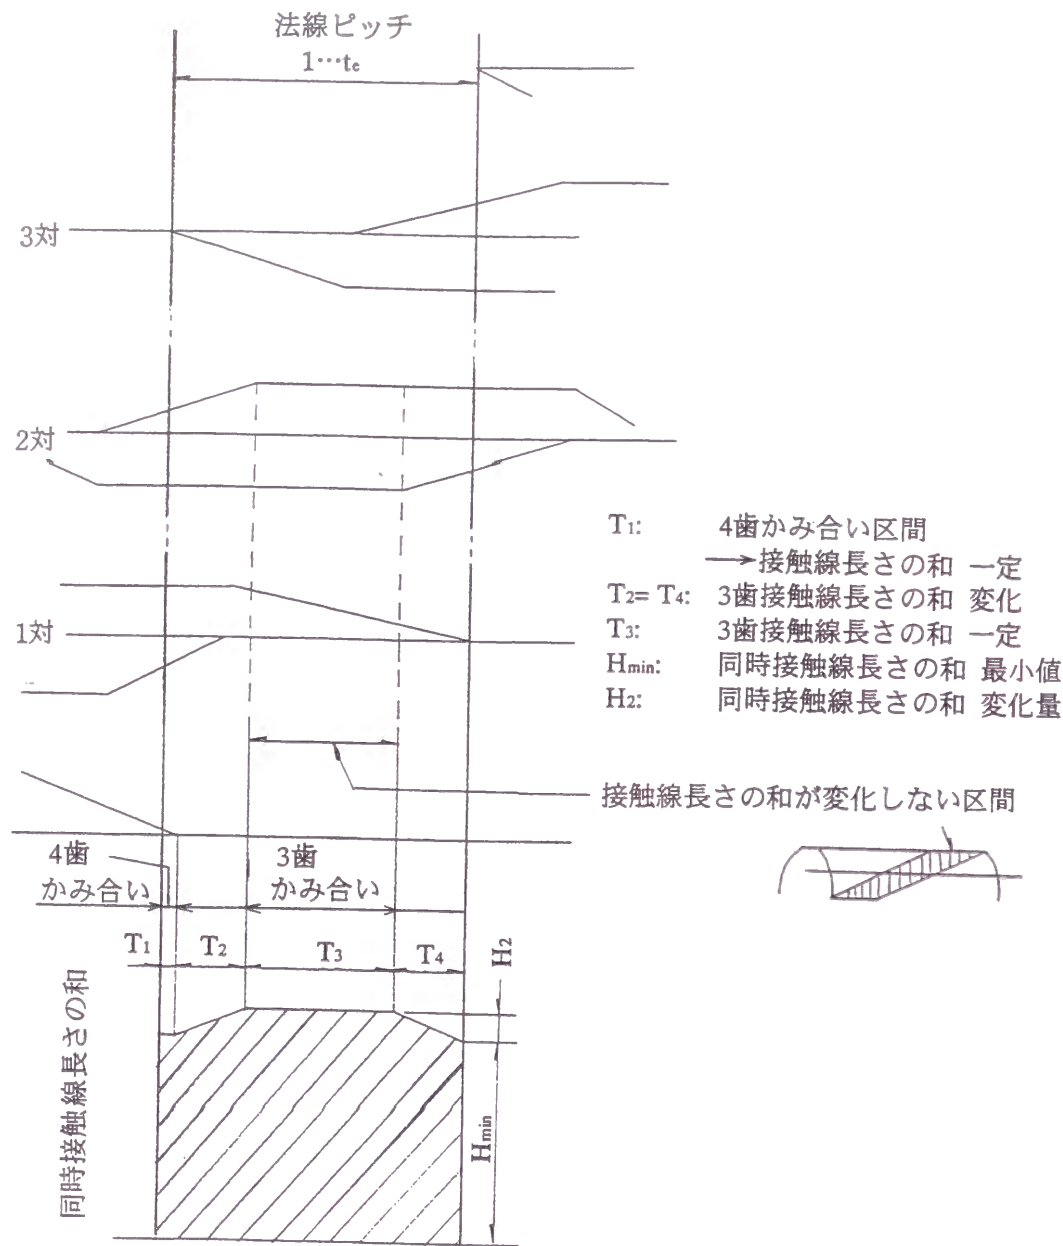 法線ピッチ
1…te
3対
2対
1対
T1: 4歯かみ合い区間
→接触線長さの和 一定
T2= T4: 3歯接触線長さの和 変化
T3: 3歯接触線長さの和 一定
Hmin: 同時接触線長さの和 最小値
H2: 同時接触線長さの和 変化量
接触線長さの和が変化しない区間
4歯
かみ合い
3歯
かみ合い
T1
T2
T3
T4
H2
同時接触線長さの和
Hmin